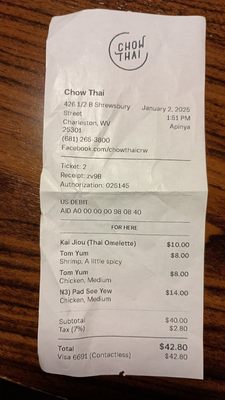 CHOW
THAI
Chow Thai
426 1/2 B Shrewsbury January 2, 2025
Street 1:51 PM
Charleston, WV Apinya
25301
(681) 265-3800
Facebook.com/chowthaicrw
Ticket: 2
Receipt: zv9B
Authorization: 025145
US DEBIT
AID A0 00 00 00 98 08 40
FOR HERE
Kai Jiou (Thai Omelette) $10.00
Tom Yum $8.00
Shrimp, A little spicy
Tom Yum $8.00
Chicken, Medium
N3) Pad See Yew $14.00
Chicken, Medium
Subtotal $40.00
Tax (7%) $2.80
Total $42.80
Visa 6691 (Contactless) $42.80